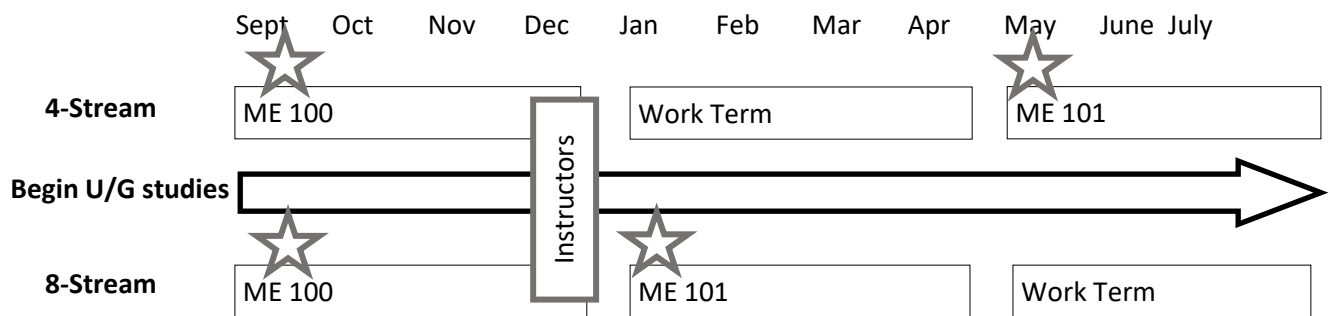 Sept Oct Nov Dec Jan Feb Mar Apr May June July
4-Stream ME 100 Work Term ME 101
Begin U/G studies
Instructors
8-Stream ME 100 ME 101 Work Term